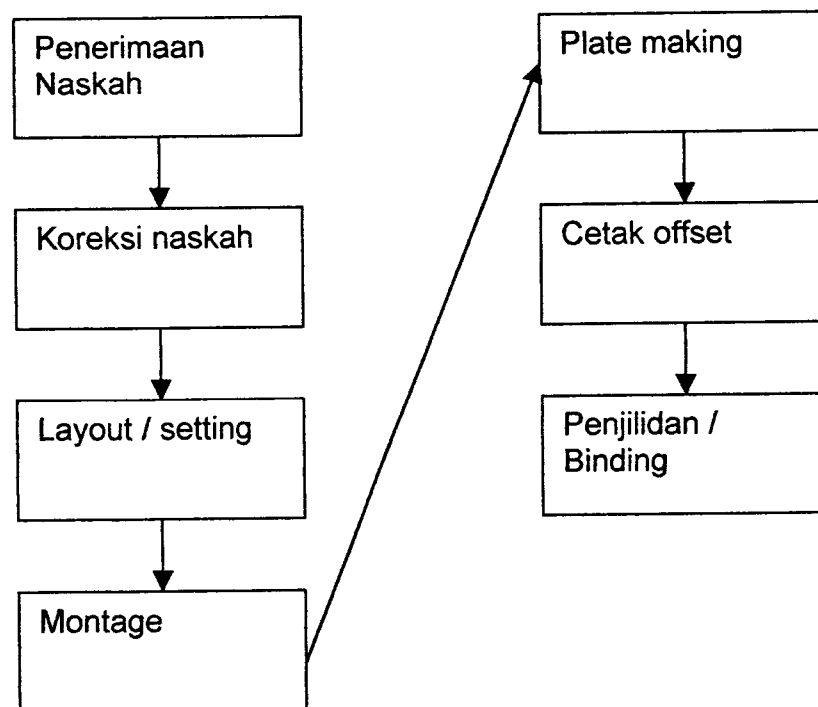 Penerimaan
Naskah
Koreksi naskah
Layout / setting
Montage
Plate making
Cetak offset
Penjilidan /
Binding